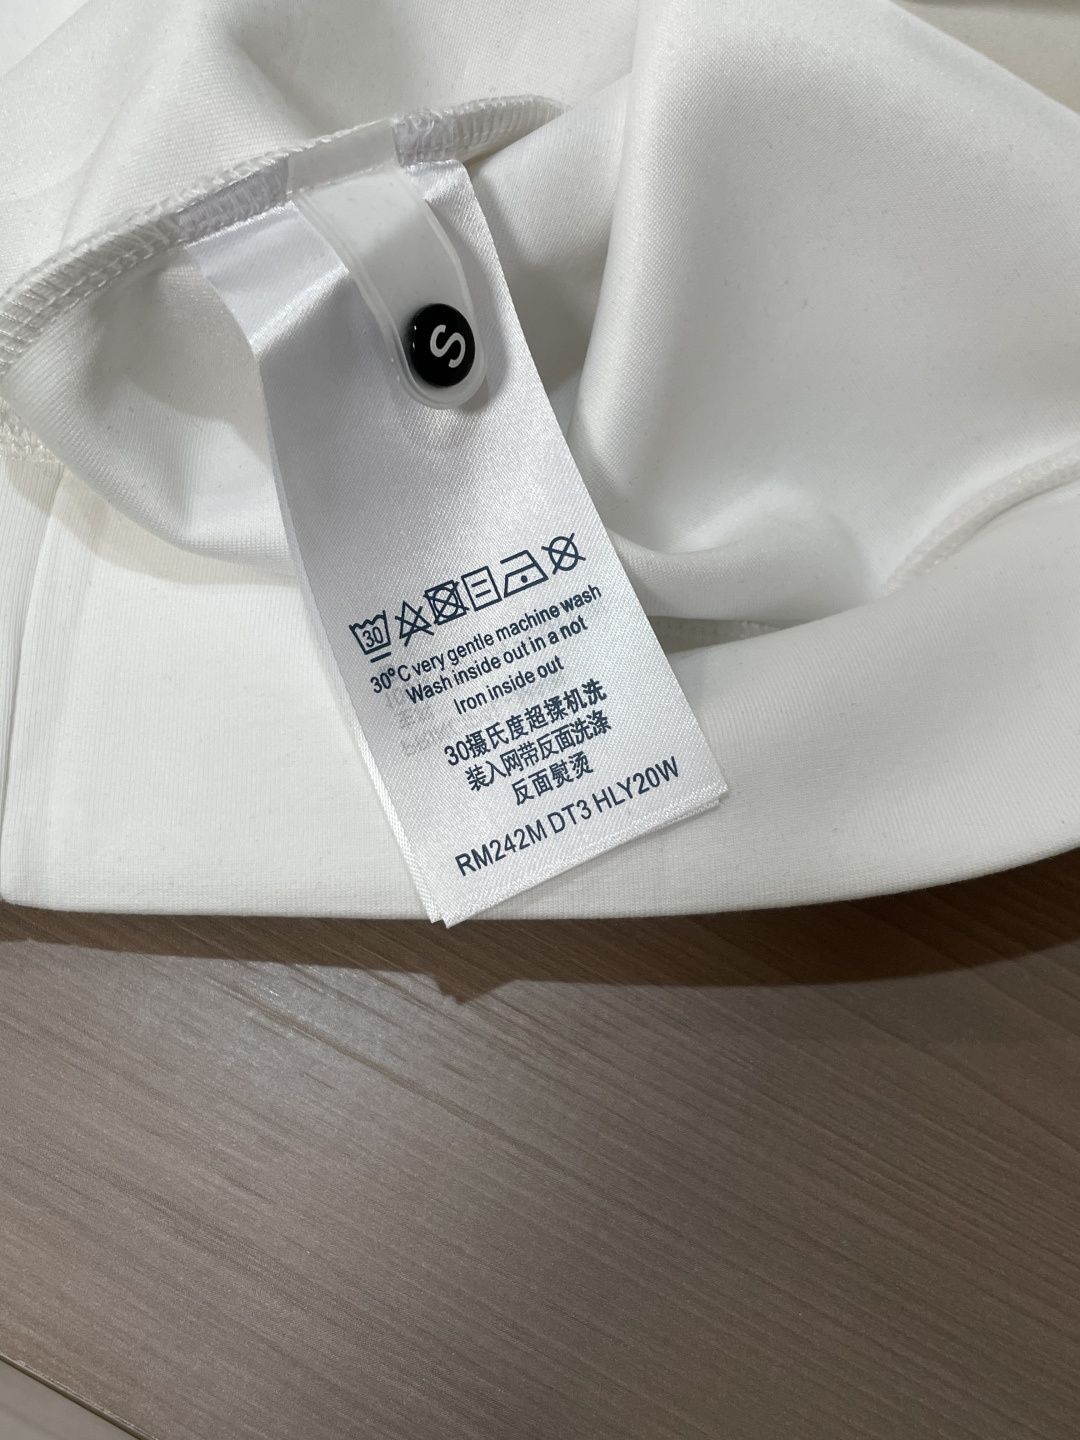 S
30
30°C very gentle machine wash
Wash inside out in a not
Iron inside out
30摄氏度超揉机洗
装入网带反面洗涤
反面熨烫
RM242M DT3 HLY20W